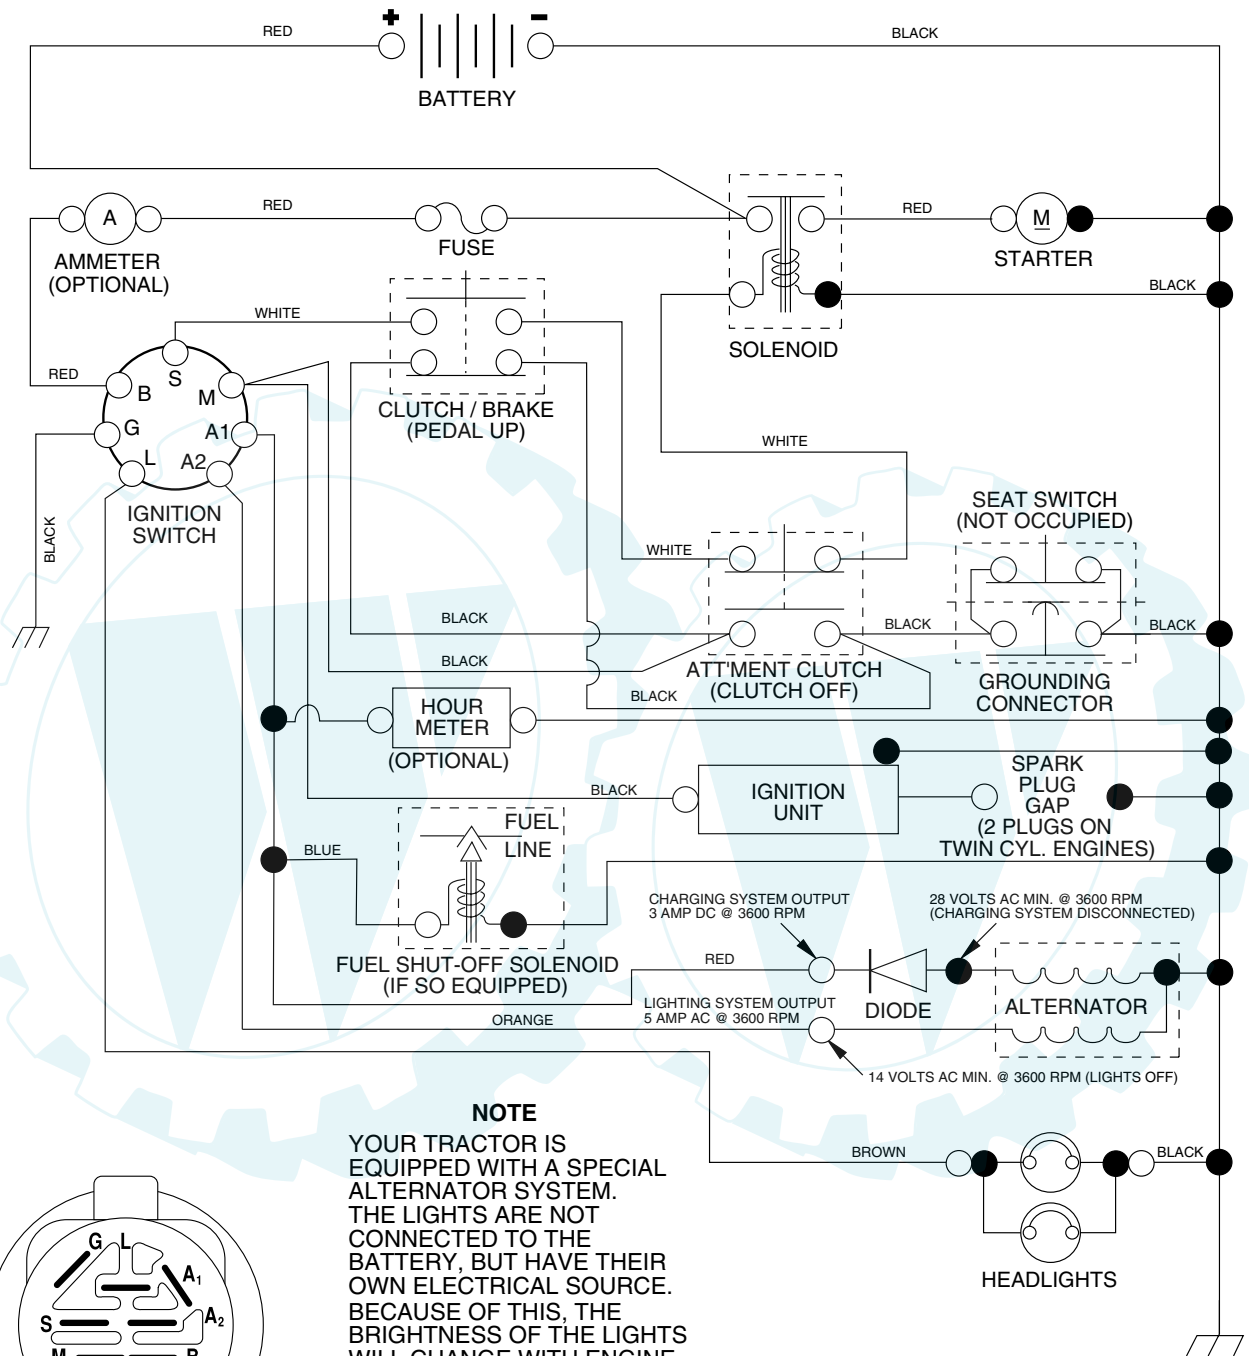 + -
RED
BLACK
BATTERY
RED
A
AMMETER
(OPTIONAL)
FUSE
RED
M
STARTER
BLACK
SOLENOID
WHITE
RED
S
B
M
G
A1
L
A2
IGNITION
SWITCH
BLACK
CLUTCH / BRAKE
(PEDAL UP)
WHITE
SEAT SWITCH
(NOT OCCUPIED)
WHITE
BLACK
BLACK
BLACK
BLACK
ATT'MENT CLUTCH
(CLUTCH OFF)
BLACK
GROUNDING
CONNECTOR
HOUR
METER
(OPTIONAL)
BLACK
IGNITION
UNIT
SPARK
PLUG
GAP
(2 PLUGS ON
TWIN CYL. ENGINES)
FUEL
LINE
BLUE
FUEL SHUT-OFF SOLENOID
(IF SO EQUIPPED)
CHARGING SYSTEM OUTPUT
3 AMP DC @ 3600 RPM
28 VOLTS AC MIN. @ 3600 RPM
(CHARGING SYSTEM DISCONNECTED)
RED
DIODE
ALTERNATOR
LIGHTING SYSTEM OUTPUT
5 AMP AC @ 3600 RPM
ORANGE
14 VOLTS AC MIN. @ 3600 RPM (LIGHTS OFF)
BROWN
BLACK
HEADLIGHTS
NOTE
YOUR TRACTOR IS
EQUIPPED WITH A SPECIAL
ALTERNATOR SYSTEM.
THE LIGHTS ARE NOT
CONNECTED TO THE
BATTERY, BUT HAVE THEIR
OWN ELECTRICAL SOURCE.
BECAUSE OF THIS, THE
BRIGHTNESS OF THE LIGHTS
WILL CHANGE WITH ENGINE
G L
A1
A2
S
M
B